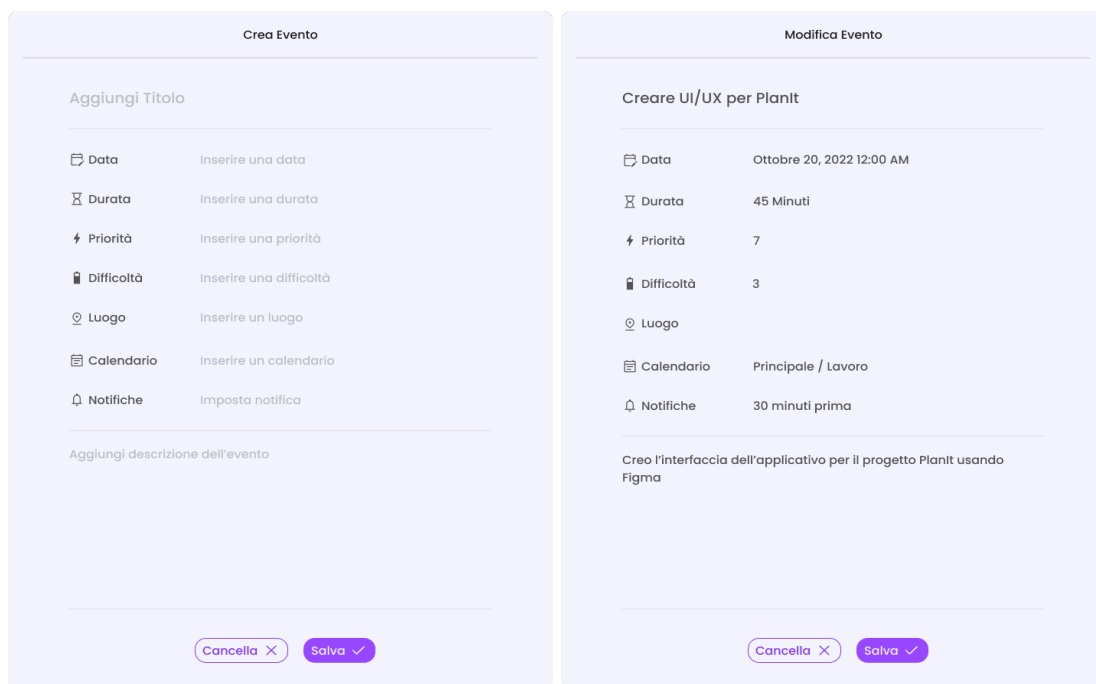 Crea Evento
Aggiungi Titolo
Data Inserire una data
Durata Inserire una durata
Priorità Inserire una priorità
Difficoltà Inserire una difficoltà
Luogo Inserire un luogo
Calendario Inserire un calendario
Notifiche Imposta notifica
Aggiungi descrizione dell'evento
Cancella Salva
Modifica Evento
Creare UI/UX per PlanIt
Data Ottobre 20, 2022 12:00 AM
Durata 45 Minuti
Priorità 7
Difficoltà 3
Luogo
Calendario Principale / Lavoro
Notifiche 30 minuti prima
Creo l'interfaccia dell'applicativo per il progetto PlanIt usando
Figma
Cancella Salva